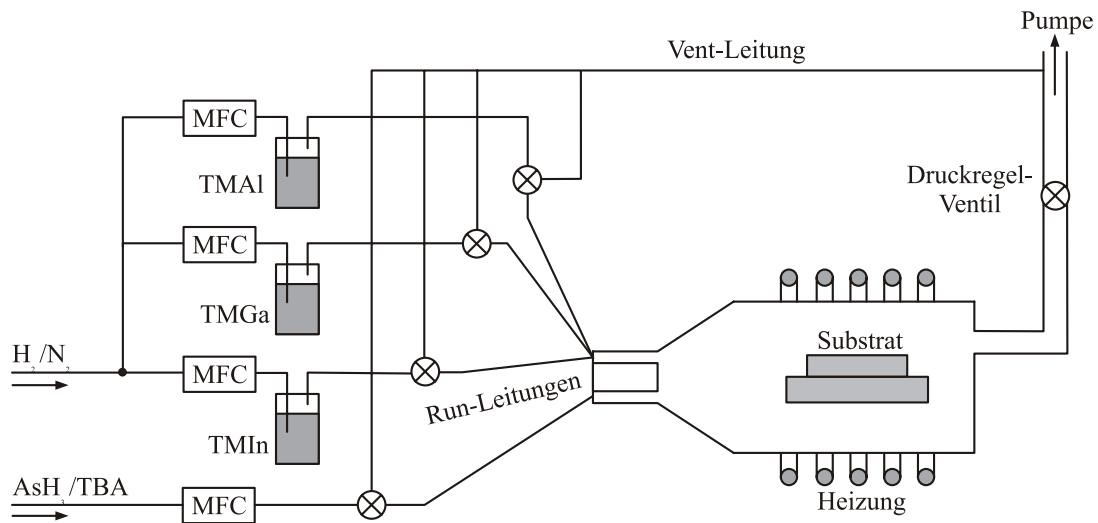 Pumpe
Vent-Leitung
MFC
TMAl
Druckregel-
Ventil
MFC
TMGa
H₂/N₂
MFC
TMIn
Run-Leitungen
Substrat
AsH₃/TBA
MFC
Heizung